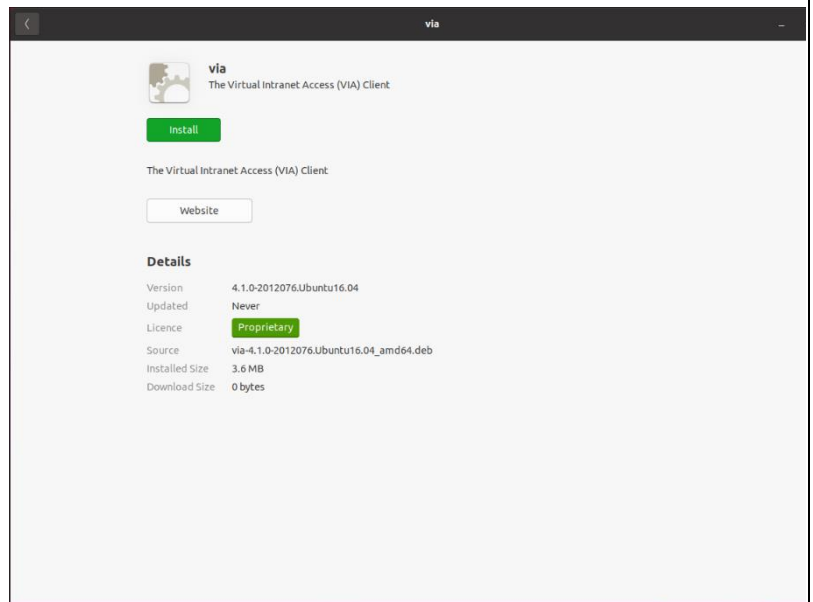 via
via
The Virtual Intranet Access (VIA) Client
Install
The Virtual Intranet Access (VIA) Client
Website
Details
Version 4.1.0-2012076.Ubuntu16.04
Updated Never
Licence Proprietary
Source via-4.1.0-2012076.Ubuntu16.04_amd64.deb
Installed Size 3.6 MB
Download Size 0 bytes